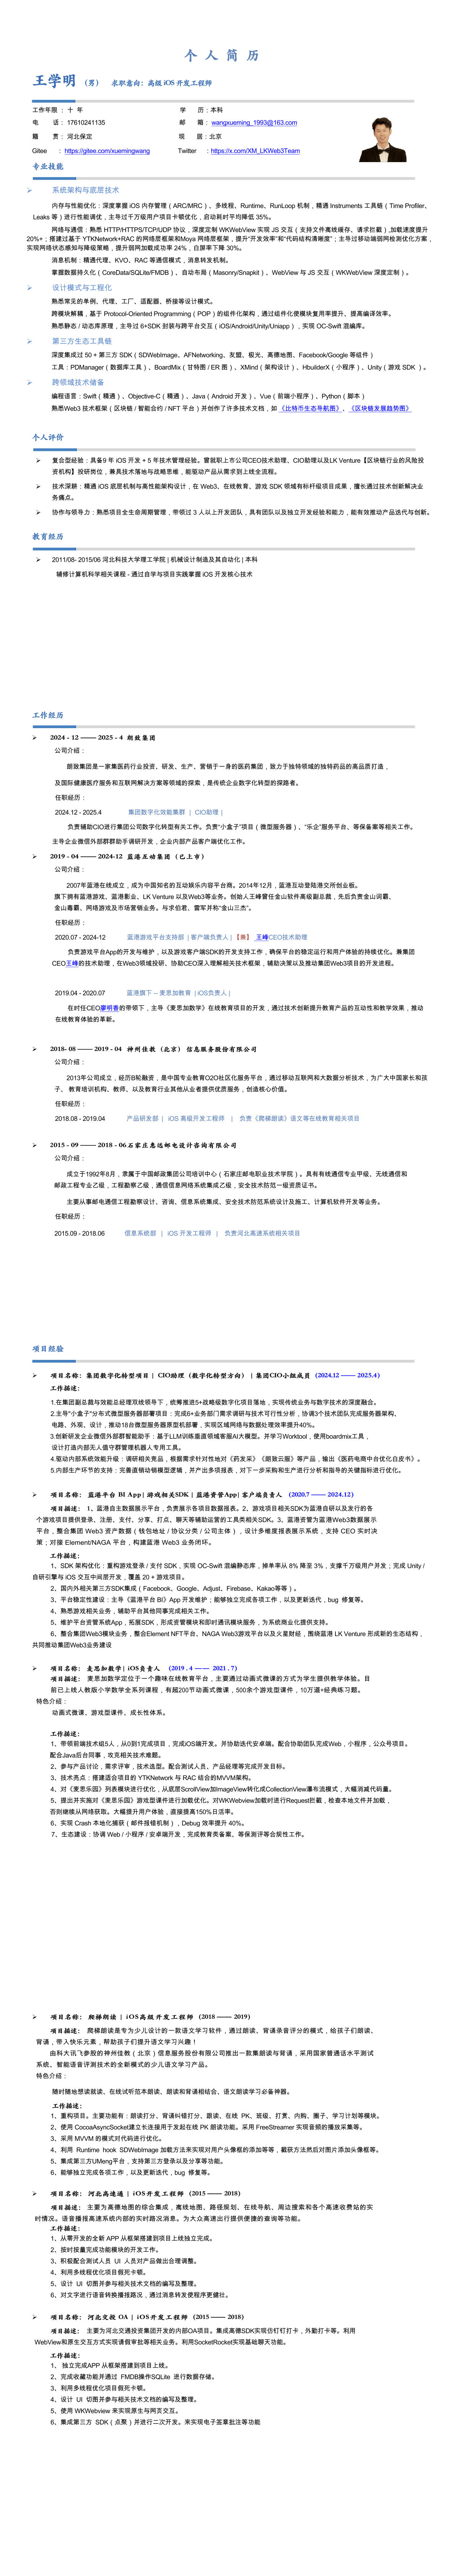 个 人 简 历
王学明 （男） 求职意向：高级 iOS 开发工程师
工作年限 ： 十 年 学 历：本科
电 话： 17610241135 邮 箱： wangxueming_1993@163.com
籍 贯： 河北保定 现 居：北京
Gitee ： https://gitee.com/xuemingwang Twitter ：https://x.com/XM_LKWeb3Team
专业技能
➢ 系统架构与底层技术
内存与性能优化：深度掌握 iOS 内存管理（ARC/MRC）、多线程、Runtime、RunLoop 机制，精通 Instruments 工具链（Time Profiler、
Leaks 等）进行性能调优，主导过千万级用户项目卡顿优化，启动耗时平均降低 35%。
网络与通信：熟悉 HTTP/HTTPS/TCP/UDP 协议，深度定制 WKWebView 实现 JS 交互（支持文件离线缓存、请求拦截）,加载速度提升
20%+；搭建过基于 YTKNetwork+RAC 的网络层框架和Moya 网络层框架，提升"开发效率"和"代码结构清晰度"；主导过移动端弱网检测优化方案，
实现网络状态感知与降级策略，提升弱网加载成功率 24%，白屏率下降 30%。
消息机制：精通代理、KVO、RAC 等通信模式，消息转发机制。
掌握数据持久化（CoreData/SQLite/FMDB）、自动布局（Masonry/Snapkit）、WebView 与 JS 交互（WKWebView 深度定制）。
➢ 设计模式与工程化
熟悉常见的单例、代理、工厂、适配器、桥接等设计模式。
跨模块解耦，基于 Protocol-Oriented Programming（POP）的组件化架构，通过组件化使模块复用率提升、提高编译效率。
熟悉静态 / 动态库原理，主导过 6+SDK 封装与跨平台交互（iOS/Android/Unity/Uniapp），实现 OC-Swift 混编库。
➢ 第三方生态工具链
深度集成过 50 + 第三方 SDK（SDWebImage、AFNetworking、友盟、极光、高德地图、Facebook/Google 等组件）
工具：PDManager（数据库工具）、BoardMix（甘特图 / ER 图）、XMind（架构设计）、HbuilderX（小程序）、Unity（游戏 SDK ）。
➢ 跨领域技术储备
编程语言：Swift（精通）、Objective-C（精通）、Java（Android 开发）、Vue（前端小程序）、Python（脚本）
熟悉Web3 技术框架（区块链 / 智能合约 / NFT 平台）并创作了许多技术文档，如 《比特币生态导航图》、《区块链发展趋势图》
个人评价
➢ 复合型经验：具备9 年 iOS 开发 + 5 年技术管理经验。曾就职上市公司CEO技术助理、CIO助理以及LK Venture【区块链行业的风险投
资机构】投研岗位，兼具技术落地与战略思维，能驱动产品从需求到上线全流程。
➢ 技术深耕：精通 iOS 底层机制与高性能架构设计，在 Web3、在线教育、游戏 SDK 领域有标杆级项目成果，擅长通过技术创新解决业
务痛点。
➢ 协作与领导力：熟悉项目全生命周期管理，带领过 3 人以上开发团队，具有团队以及独立开发经验和能力，能有效推动产品迭代与创新。
教育经历
➢ 2011/08- 2015/06 河北科技大学理工学院 | 机械设计制造及其自动化 | 本科
辅修计算机科学相关课程 - 通过自学与项目实践掌握 iOS 开发核心技术
工作经历
➢ 2024 - 12 —— 2025 - 4 朗致集团
公司介绍：
朗致集团是一家集医药行业投资、研发、生产、营销于一身的医药集团，致力于独特领域的独特药品的高品质打造，
及国际健康医疗服务和互联网解决方案等领域的探索，是传统企业数字化转型的探路者。
任职经历：
2024.12 - 2025.4 集团数字化效能集群 | CIO助理 |
负责辅助CIO进行集团公司数字化转型有关工作。负责"小盒子"项目（微型服务器）、"乐企"服务平台、等保备案等相关工作。
主导企业微信外部群群助手调研开发，企业内部产品客户端优化工作。
➢ 2019 - 04 —— 2024-12 蓝港互动集团（已上市）
公司介绍：
2007年蓝港在线成立，成为中国知名的互动娱乐内容平台商。2014年12月，蓝港互动登陆港交所创业板。
旗下拥有蓝港游戏、蓝港影业、LK Venture 以及Web3等业务。创始人王峰曾任金山软件高级副总裁，先后负责金山词霸、
金山毒霸、网络游戏及市场营销业务。与求伯君、雷军并称"金山三杰"。
任职经历：
2020.07 - 2024-12 蓝港游戏平台支持部 | 客户端负责人 | 【兼】 王峰CEO技术助理
负责游戏平台App的开发与维护，以及游戏客户端SDK的开发支持工作，确保平台的稳定运行和用户体验的持续优化。兼集团
CEO王峰的技术助理，在Web3领域投研、协助CEO深入理解相关技术框架，辅助决策以及推动集团Web3项目的开发进程。
2019.04 - 2020.07 蓝港旗下 – 麦思加教育 | iOS负责人 |
在时任CEO廖明香的带领下，主导《麦思加数学》在线教育项目的开发，通过技术创新提升教育产品的互动性和教学效果，推动
在线教育体验的革新。
➢ 2018- 08 —— 2019 - 04 神州佳教（北京）信息服务股份有限公司
公司介绍：
2013年公司成立，经历B轮融资，是中国专业教育O2O社区化服务平台，通过移动互联网和大数据分析技术，为广大中国家长和孩
子、 教育培训机构、教师、以及教育行业其他从业者提供优质服务，创造核心价值。
任职经历：
2018.08 - 2019.04 产品研发部 | iOS 高级开发工程师 | 负责《爬梯朗读》语文等在线教育相关项目
➢ 2015 - 09 —— 2018 - 06石家庄惠远邮电设计咨询有限公司
公司介绍：
成立于1992年8月，隶属于中国邮政集团公司培训中心（石家庄邮电职业技术学院）。具有有线通信专业甲级、无线通信和
邮政工程专业乙级，工程勘察乙级，通信信息网络系统集成乙级，安全技术防范一级资质证书。
主要从事邮电通信工程勘察设计、咨询、信息系统集成、安全技术防范系统设计及施工、计算机软件开发等业务。
任职经历：
2015.09 - 2018.06 信息系统部 | iOS 开发工程师 | 负责河北高速系统相关项目
项目经验
➢ 项目名称：集团数字化转型项目 | CIO助理（数字化转型方向） | 集团CIO小组成员 (2024.12 —— 2025.4)
工作描述：
1.在集团副总裁与效能总经理双线领导下，统筹推进5+战略级数字化项目落地，实现传统业务与数字技术的深度融合。
2.主导"小盒子"分布式微型服务器部署项目：完成6+业务部门需求调研与技术可行性分析，协调3个技术团队完成服务器架构、
电路、外观、设计，推动18台微型服务器原型机部署，实现区域网络与数据处理效率提升40%。
3.创新研发企业微信外部群智能助手：基于LLM训练垂直领域客服AI大模型。并学习Worktool，使用boardmix工具，
设计打造内部无人值守群管理机器人专用工具。
4.驱动内部系统效能升级：调研相关竞品，根据需求针对性地对《药发采》《朗致云服》等产品，输出《医药电商中台优化白皮书》。
5.内部生产环节的支持：完善直锁动销模型逻辑，并产出多项报表，对下一步采购和生产进行分析和指导的关键指标进行优化。
➢ 项目名称：蓝港平台 BI App | 游戏相关SDK | 蓝港资管App| 客户端负责人 (2020.7 —— 2024.12)
项目描述： 1、蓝港自主数据展示平台，负责展示各项目数据报表。2、游戏项目相关SDK为蓝港自研以及发行的各
个游戏项目提供登录、注册、支付、分享、打点、聊天等辅助运营的工具类相关SDK。3、蓝港资管为蓝港Web3数据展示
平台，整合集团 Web3 资产数据（钱包地址 / 协议分类 / 公司主体），设计多维度报表展示系统，支持 CEO 实时决
策；对接 Element/NAGA 平台，构建蓝港 Web3 业务闭环。
工作描述：
1、SDK 架构优化：重构游戏登录 / 支付 SDK，实现 OC-Swift 混编静态库，掉单率从 8% 降至 3%，支撑千万级用户并发；完成 Unity /
自研引擎与 iOS 交互中间层开发，覆盖 20 + 游戏项目。
2、国内外相关第三方SDK集成（Facebook、Google、Adjust、Firebase、Kakao等等）。
3、平台稳定性建设：主导《蓝港平台 BI》App 开发维护；能够独立完成各项工作，以及更新迭代，bug 修复等。
4、熟悉游戏相关业务，辅助平台其他同事完成相关工作。
5、维护平台资管系统App，拓展SDK，形成资管模块和即时通讯模块服务，为系统商业化提供支持。
6、整合集团Web3模块业务，整合Element NFT平台、NAGA Web3游戏平台以及火星财经，围绕蓝港 LK Venture 形成新的生态结构，
共同推动集团Web3业务建设
➢ 项目名称：麦思加数学| iOS负责人 (2019 . 4 —— 2021 . 7)
项目描述： 麦思加数学定位于一个趣味在线教育平台，主要通过动画式微课的方式为学生提供教学体验。目
前已上线人教版小学数学全系列课程，有超200节动画式微课，500余个游戏型课件，10万道+经典练习题。
特色介绍：
动画式微课、游戏型课件、成长性体系。
工作描述：
1、带领前端技术组5人，从0到1完成项目，完成iOS端开发。并协助迭代安卓端。配合协助团队完成Web，小程序，公众号项目。
配合Java后台同事，攻克相关技术难题。
2、参与产品讨论，需求评审，技术选型。配合测试人员、产品经理等完成开发目标。
3、技术亮点：搭建适合项目的 YTKNetwork 与 RAC 结合的MVVM架构。
4、对《麦思乐园》列表模块进行优化，从底层ScrollView加ImageView转化成CollectionView瀑布流模式，大幅消减代码量。
5、提出并实施对《麦思乐园》游戏型课件进行加载优化。对WKWebview加载时进行Request拦截，检查本地文件并加载，
否则继续从网络获取。大幅提升用户体验，直接提高150%日活率。
6、实现 Crash 本地化捕获（邮件报错机制），Debug 效率提升 40%。
7、生态建设：协调 Web / 小程序 / 安卓端开发，完成教育类备案、等保测评等合规性工作。
➢ 项目名称：爬梯朗读 | iOS高级开发工程师 (2018 —— 2019)
项目描述： 爬梯朗读是专为少儿设计的一款语文学习软件，通过朗读、背诵录音评分的模式，给孩子们朗读、
背诵，带入快乐元素，帮助孩子们提升语文学习兴趣！
由科大讯飞参股的神州佳教（北京）信息服务股份有限公司推出一款集朗读与背诵，采用国家普通话水平测试
系统、智能语音评测技术的全新模式的少儿语文学习产品。
特色介绍：
随时随地想读就读、在线试听范本朗读、朗读和背诵相结合、语文朗读学习必备神器。
工作描述：
1、重构项目。主要功能有：朗读打分、背诵纠错打分、跟读、在线 PK、班级、打赏、内购、圈子、学习计划等模块。
2、使用 CocoaAsyncSocket建立长连接用于发起在线 PK 朗读功能。采用 FreeStreamer 实现音频的播放采集等。
3、采用 MVVM 的模式对代码进行优化。
4、利用 Runtime hook SDWebImage 加载方法来实现对用户头像框的添加等等，截获方法然后对图片添加头像框等。
5、集成第三方UMeng平台，支持第三方登录以及分享等功能。
6、能够独立完成各项工作，以及更新迭代，bug 修复等。
➢ 项目名称：河北高速通 | iOS开发工程师 (2015 —— 2018)
项目描述： 主要为高德地图的综合集成，离线地图、路径规划、在线导航、周边搜索和各个高速收费站的实
时情况。语音播报高速系统内部的实时路况消息。为大众高速出行提供便捷的查询等功能。
工作描述：
1、从零开发的全新 APP 从框架搭建到项目上线独立完成。
2、按时按量完成功能模块的开发工作。
3、积极配合测试人员 UI 人员对产品做出合理调整。
4、利用多线程优化项目假死卡顿。
5、设计 UI 切图并参与相关技术文档的编写及整理。
6、对文字进行语音转换播报路况，通过消息转发使程序更健壮。
➢ 项目名称：河北交投 OA | iOS开发工程师 (2015 —— 2018)
项目描述： 主要为河北交通投资集团开发的内部OA项目。集成高德SDK实现仿钉钉打卡，外勤打卡等。利用
WebView和原生交互方式实现请假审批等相关业务。利用SocketRocket实现基础聊天功能。
工作描述：
1、 独立完成APP 从框架搭建到项目上线。
2、完成收藏功能并通过 FMDB操作SQLite 进行数据存储。
3、利用多线程优化项目假死卡顿。
4、设计 UI 切图并参与相关技术文档的编写及整理。
5、使用 WKWebview 来实现原生与网页交互。
6、集成第三方 SDK（点聚）并进行二次开发。来实现电子签章批注等功能